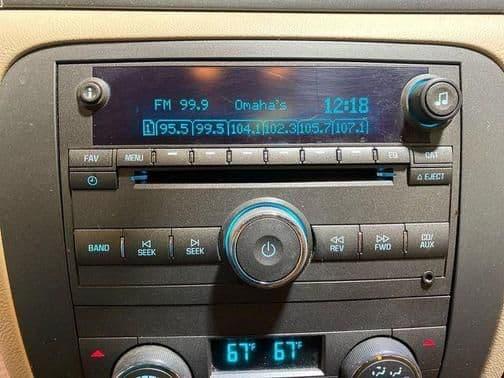 FM 99.9 Omaha's 12:18
1 95.5 99.5 104.1 102.3 105.7 107.1
FAV MENU EQ CAT
EJECT
BAND SEEK SEEK REV FWD CD/AUX
67°F 67°F